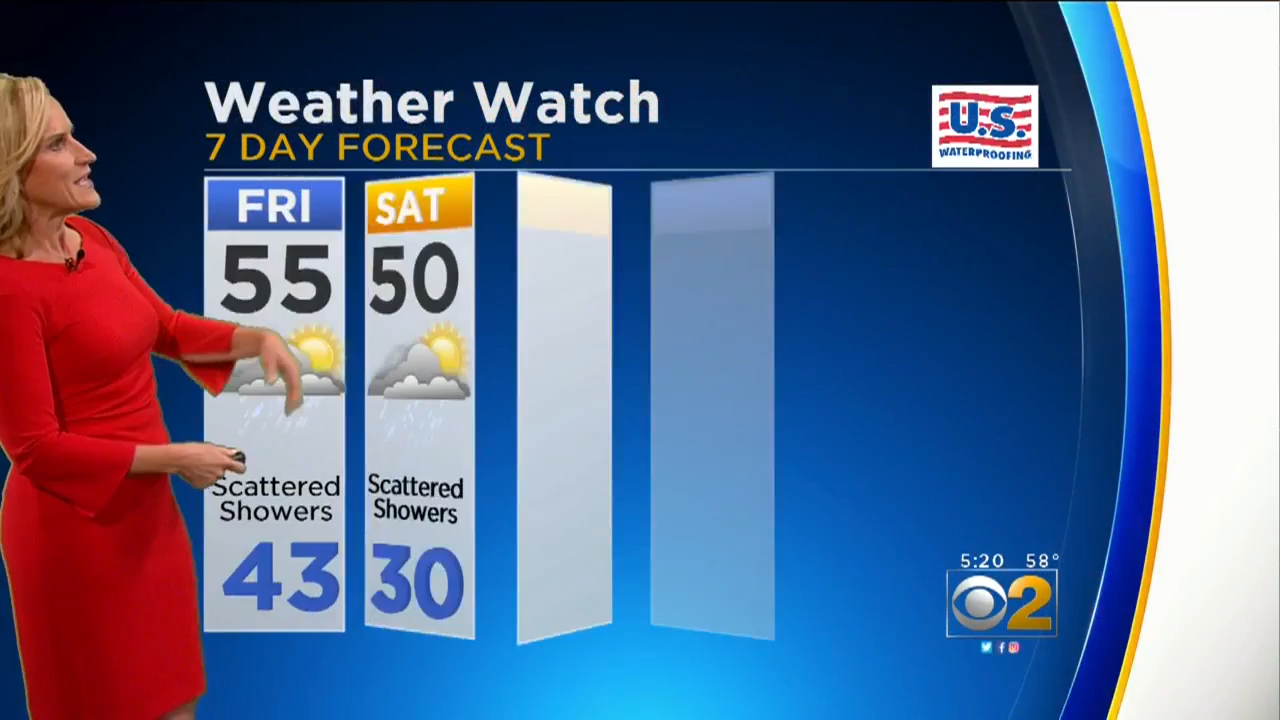 Weather Watch
7 DAY FORECAST
U.S.
WATERPROOFING
FRI
SAT
55
50
Scattered
Showers
Scattered
Showers
43
30
5:20 58°
2